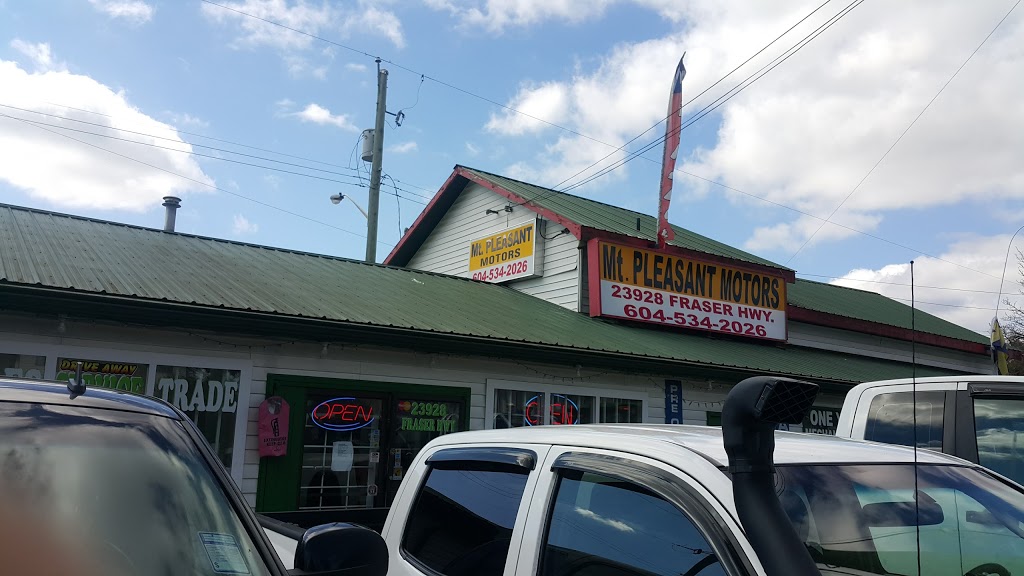 Mt. PLEASANT
MOTORS
604-534-2026
Mt. PLEASANT MOTORS
23928 FRASER HWY.
604-534-2026
DRIVE AWAY
TRADE
OPEN
23928
FRASER HWY
OPEN
ONE